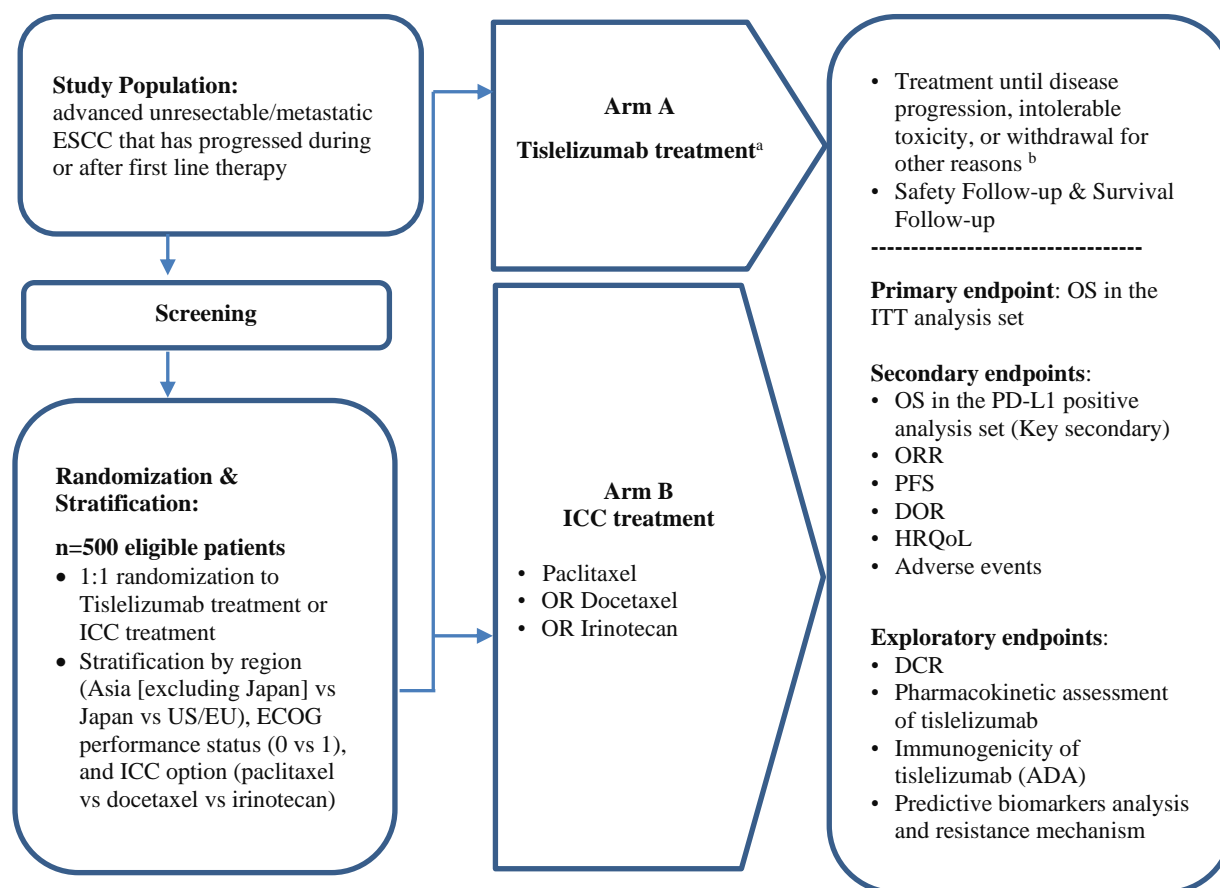 Study Population:
advanced unresectable/metastatic
ESCC that has progressed during
or after first line therapy
Screening
Randomization &
Stratification:
n=500 eligible patients
• 1:1 randomization to
Tislelizumab treatment or
ICC treatment
• Stratification by region
(Asia [excluding Japan] vs
Japan vs US/EU), ECOG
performance status (0 vs 1),
and ICC option (paclitaxel
vs docetaxel vs irinotecan)
Arm A
Tislelizumab treatmentᵃ
Arm B
ICC treatment
• Paclitaxel
• OR Docetaxel
• OR Irinotecan
• Treatment until disease
progression, intolerable
toxicity, or withdrawal for
other reasons ᵇ
• Safety Follow-up & Survival
Follow-up
----------------------------------
Primary endpoint: OS in the
ITT analysis set
Secondary endpoints:
• OS in the PD-L1 positive
analysis set (Key secondary)
• ORR
• PFS
• DOR
• HRQoL
• Adverse events
Exploratory endpoints:
• DCR
• Pharmacokinetic assessment
of tislelizumab
• Immunogenicity of
tislelizumab (ADA)
• Predictive biomarkers analysis
and resistance mechanism